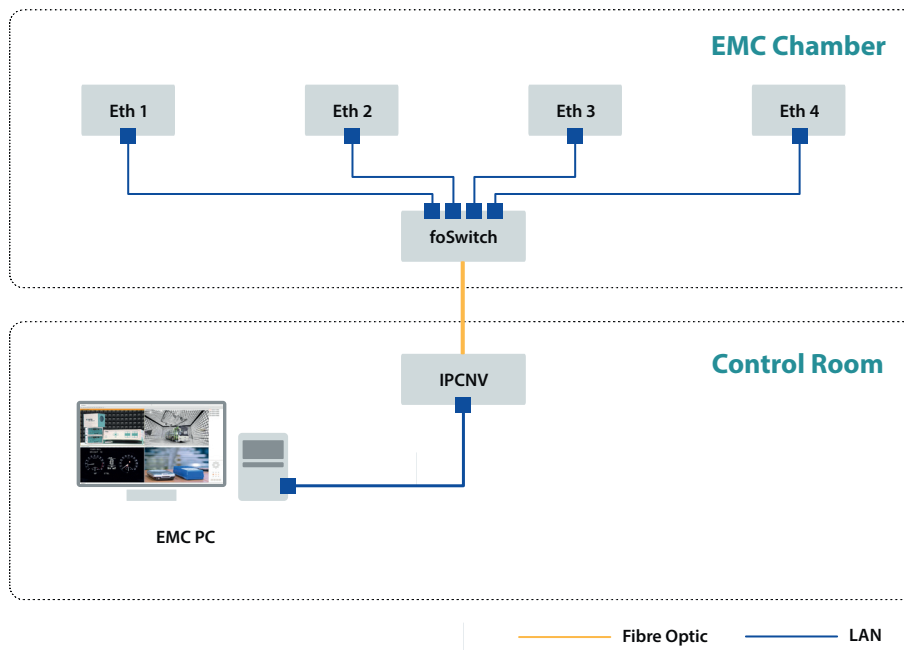 EMC Chamber
Eth 1
Eth 2
Eth 3
Eth 4
foSwitch
Control Room
IPCNV
EMC PC
Fibre Optic
LAN